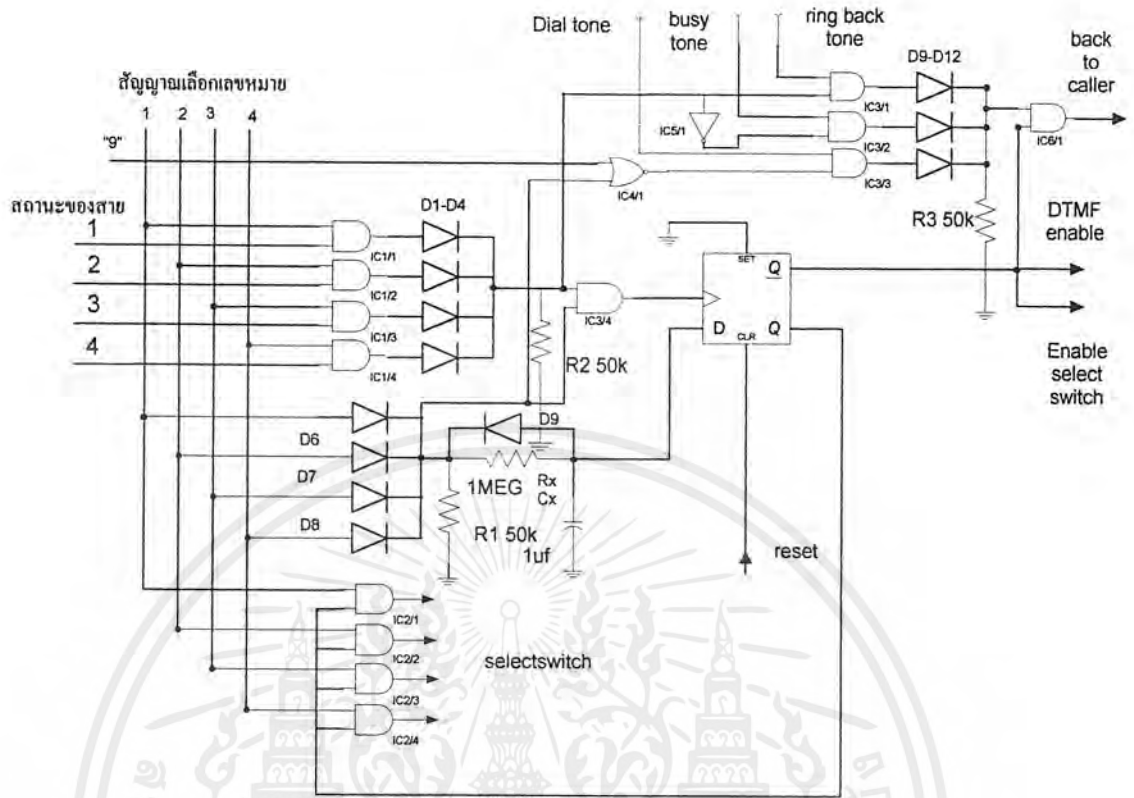 Dial tone
busy tone
ring back tone
back to caller
D9-D12
สัญญาณเลือกเลขหมาย
1 2 3 4
"9"
IC3/1
IC5/1
IC3/2
IC6/1
IC4/1
IC3/3
สถานะของสาย
D1-D4
R3 50k
DTMF enable
1
IC1/1
2
IC1/2
3
IC1/3
4
IC1/4
SET
Q
IC3/4
D
CLR
Q
R2 50k
Enable select switch
D9
D6
1MEG
Rx
Cx
D7
R1 50k
1uf
D8
reset
IC2/1
IC2/2
selectswitch
IC2/3
IC2/4